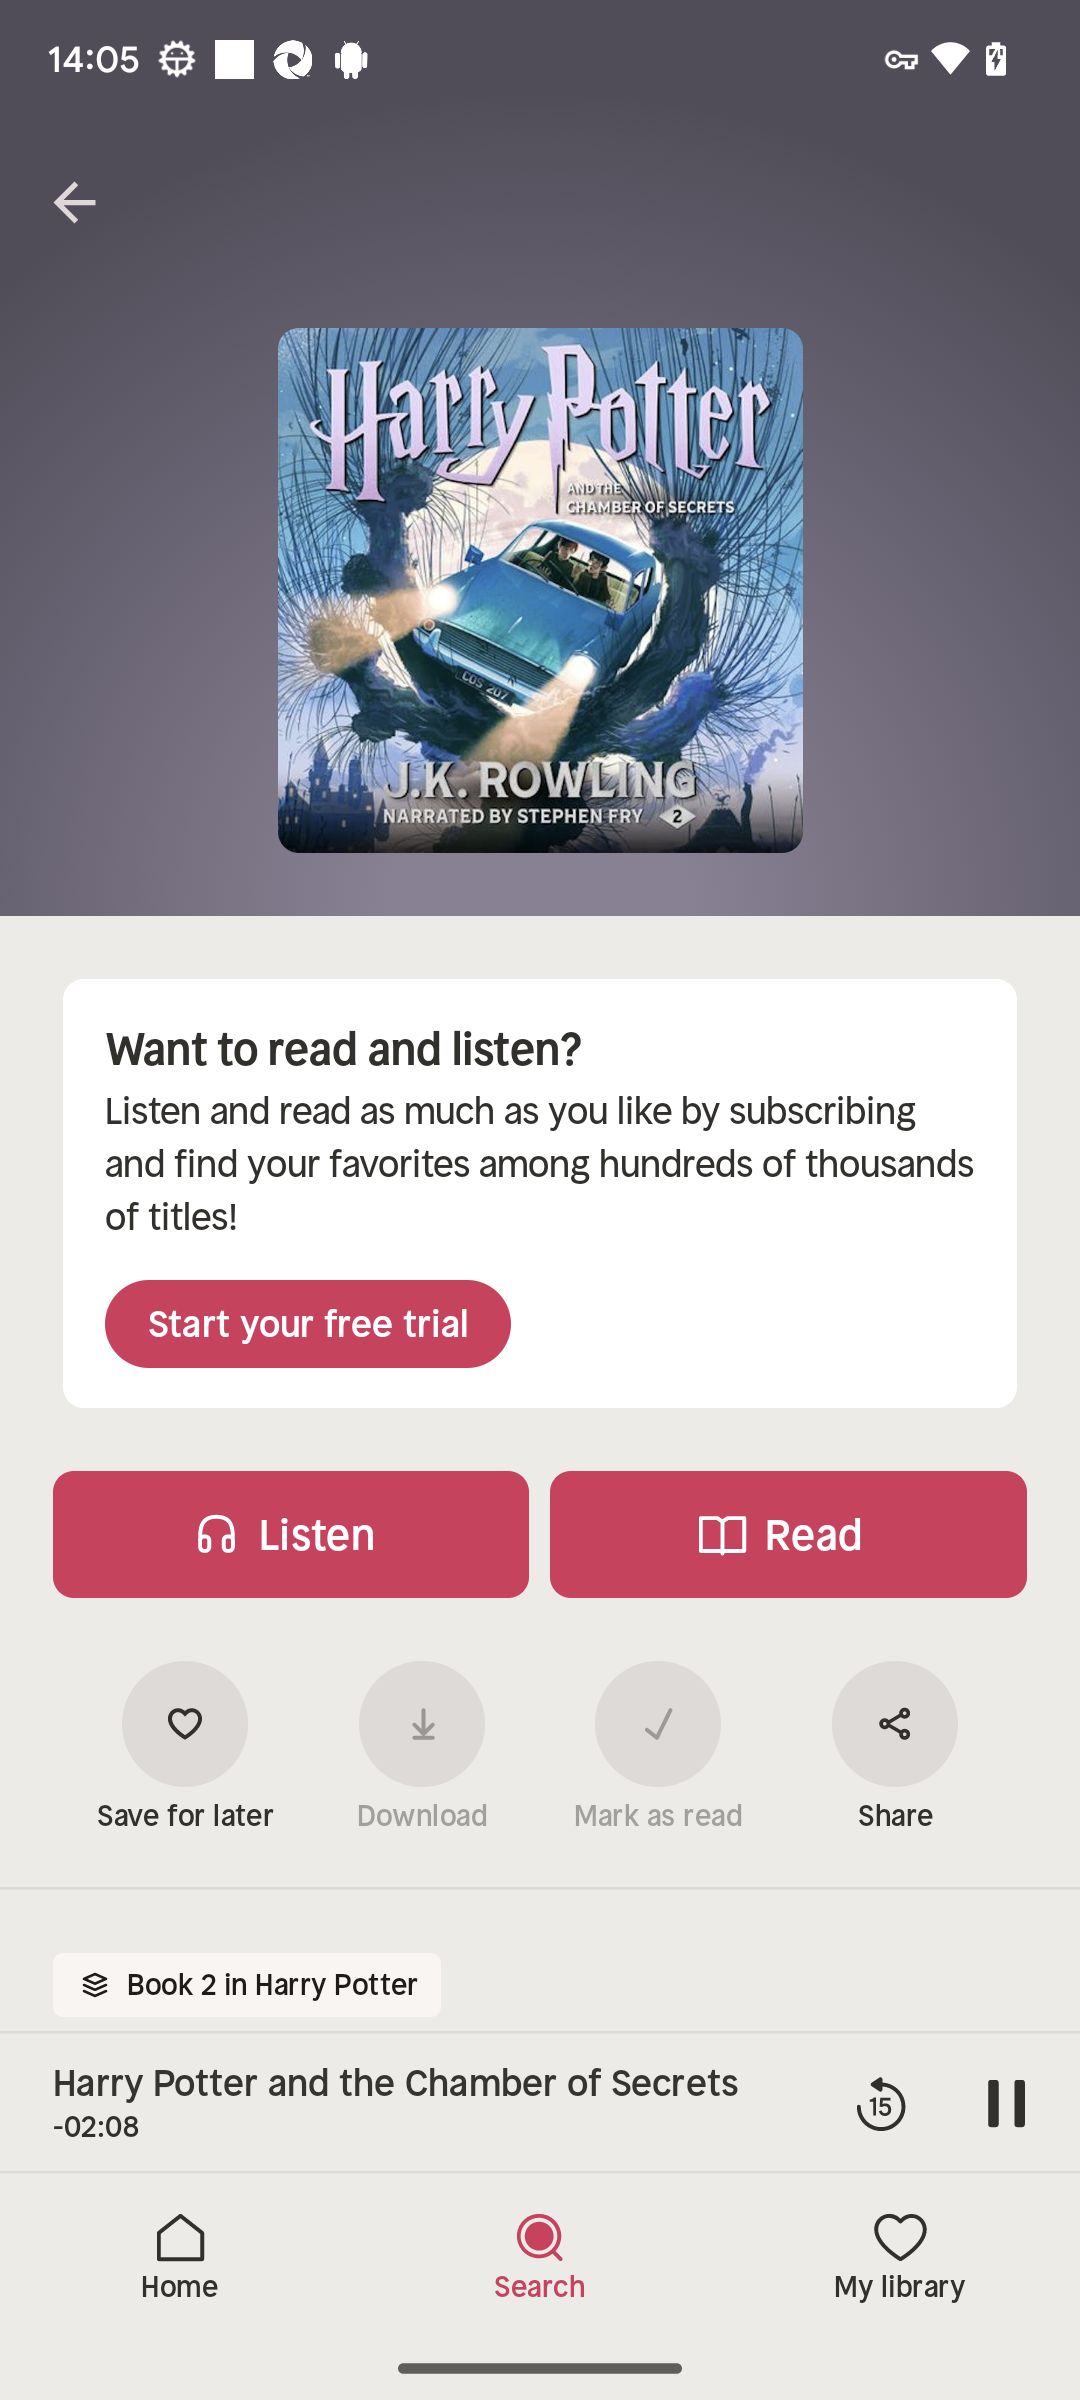 14:05
Harry Potter
AND THE
CHAMBER OF SECRETS
COS 207
J.K. ROWLING
NARRATED BY STEPHEN FRY 2
Want to read and listen?
Listen and read as much as you like by subscribing
and find your favorites among hundreds of thousands
of titles!
Start your free trial
Listen
Read
Save for later
Download
Mark as read
Share
Book 2 in Harry Potter
Harry Potter and the Chamber of Secrets
-02:08
15
Home
Search
My library